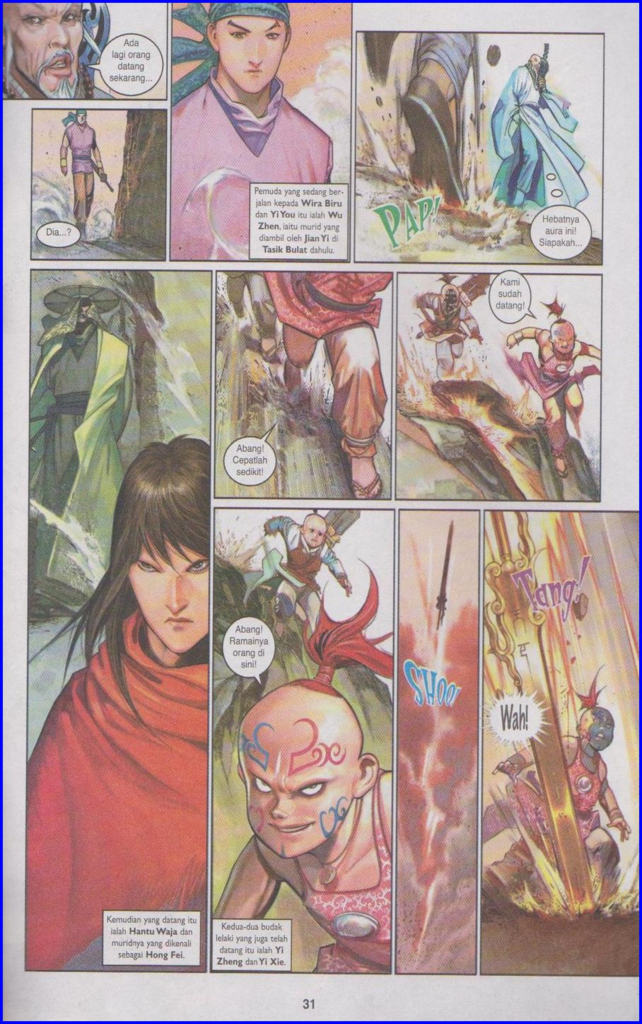 Ada
lagi orang
datang
sekarang...
Dia...?
Pemuda yang sedang ber-
jalan kepada Wira Biru
dan Yi You itu ialah Wu
Zhen, iaitu murid yang
diambil oleh Jian Yi di
Tasik Bulat dahulu.
PAP!
Hebatnya
aura ini!
Siapakah...
Kemudian yang datang itu
ialah Hantu Waja dan
muridnya yang dikenali
sebagai Hong Fei.
Abang!
Cepatlah
sedikit!
Kami
sudah
datang!
Abang!
Ramainya
orang di
sini!
Kedua-dua budak
lelaki yang juga telah
datang itu ialah Yi
Zheng dan Yi Xie.
SHOO!
Tang!
Wah!
31